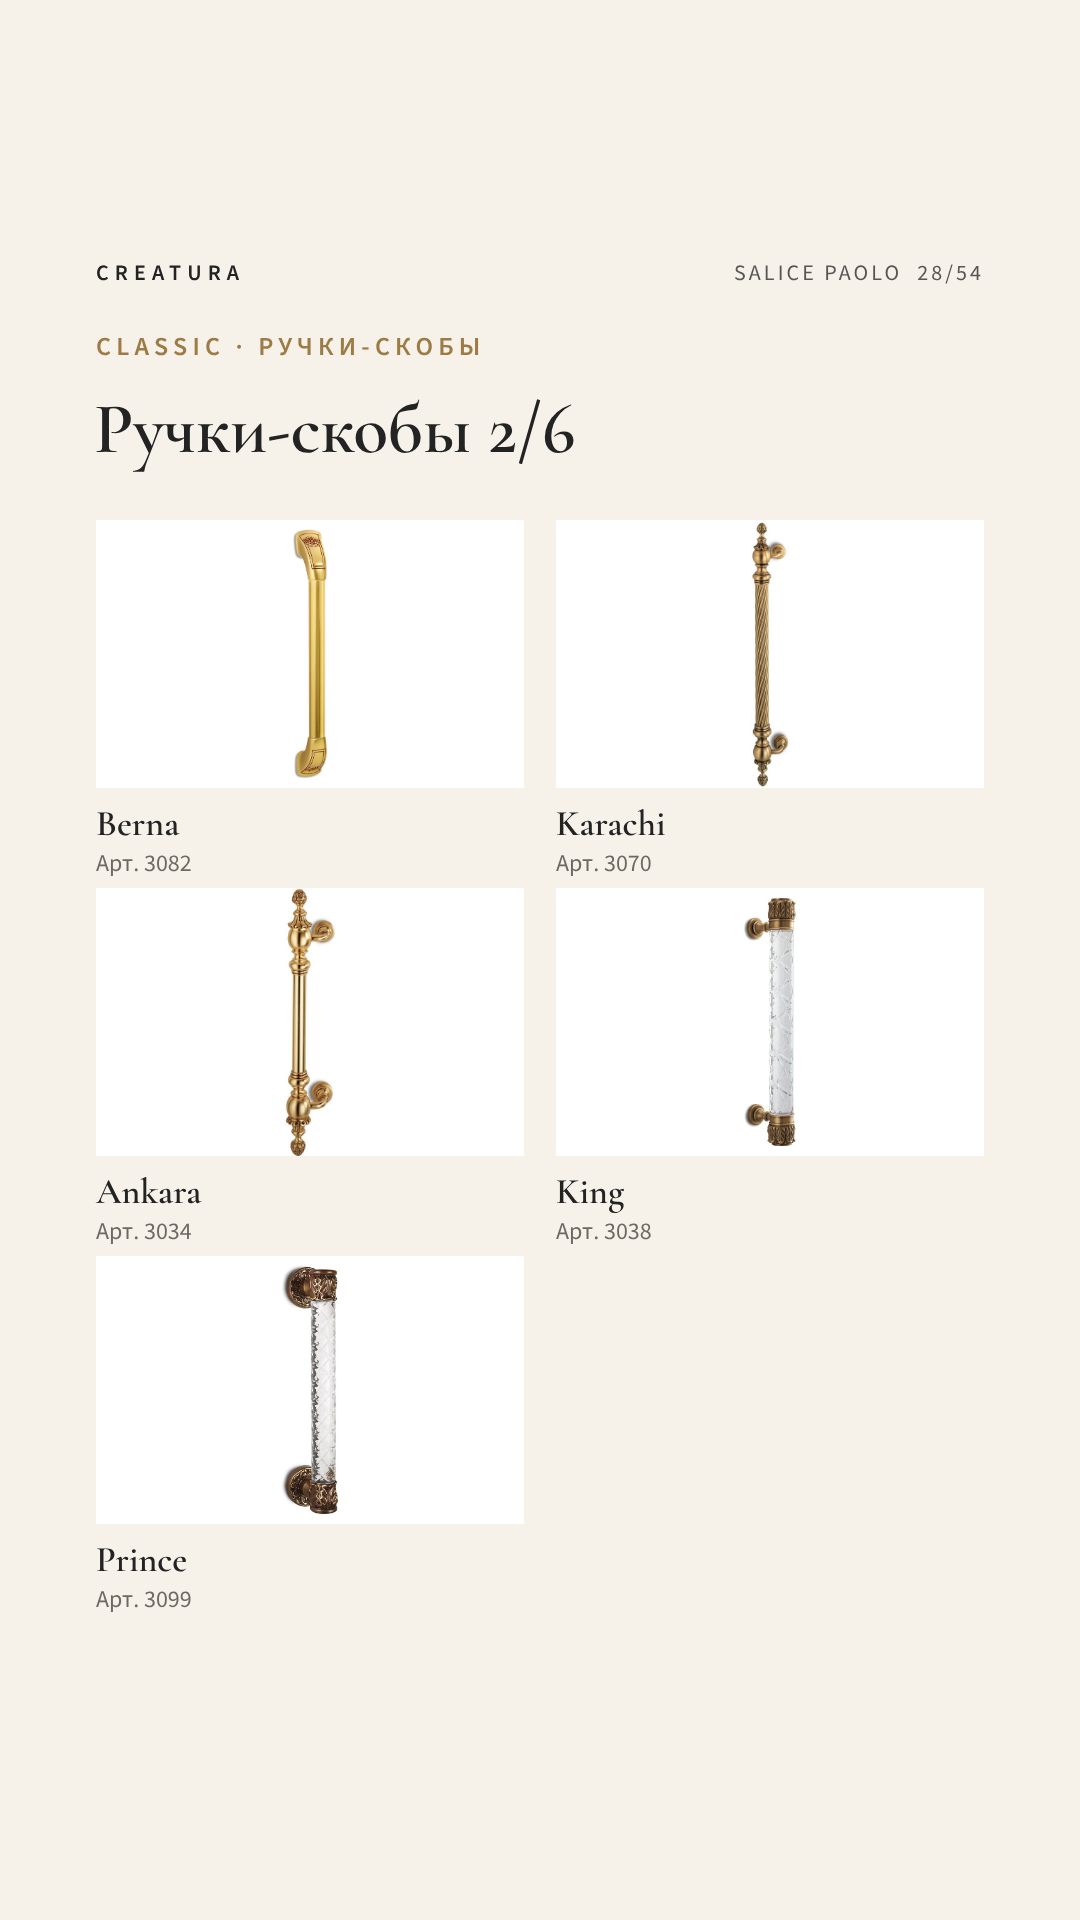 CREATURA
SALICE PAOLO 28/54
CLASSIC · РУЧКИ-СКОБЫ
Ручки-скобы 2/6
Berna
Арт. 3082
Karachi
Арт. 3070
Ankara
Арт. 3034
King
Арт. 3038
Prince
Арт. 3099